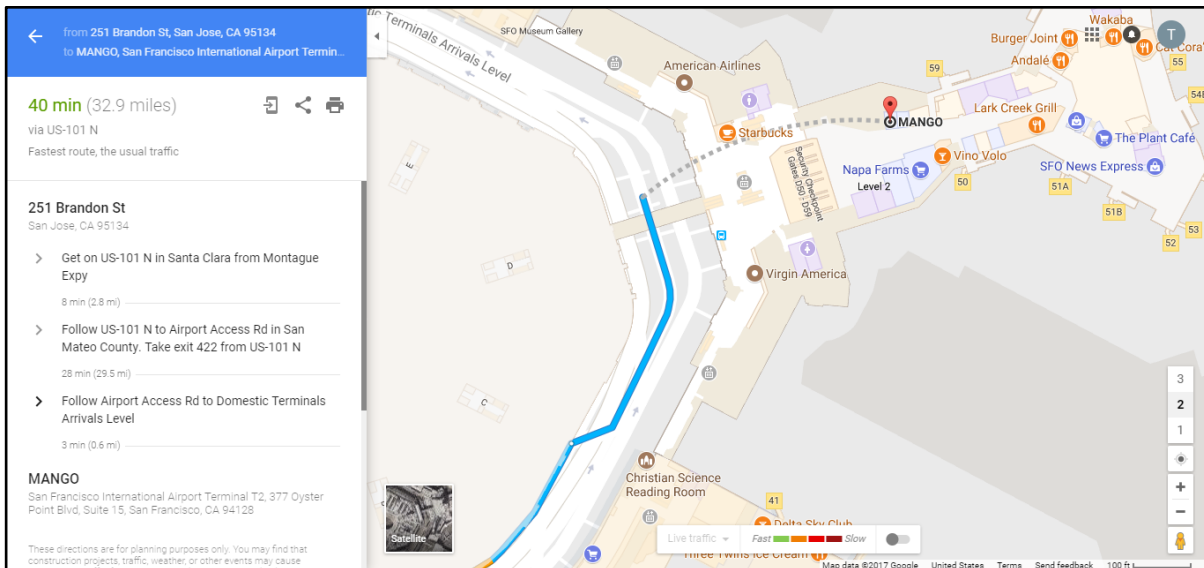 from 251 Brandon St, San Jose, CA 95134
to MANGO, San Francisco International Airport Termin...
40 min (32.9 miles)
via US-101 N
Fastest route, the usual traffic
251 Brandon St
San Jose, CA 95134
Get on US-101 N in Santa Clara from Montague
Expy
8 min (2.8 mi)
Follow US-101 N to Airport Access Rd in San
Mateo County. Take exit 422 from US-101 N
28 min (29.5 mi)
Follow Airport Access Rd to Domestic Terminals
Arrivals Level
3 min (0.6 mi)
MANGO
San Francisco International Airport Terminal T2, 377 Oyster
Point Blvd, Suite 15, San Francisco, CA 94128
These directions are for planning purposes only. You may find that
construction projects, traffic, weather, or other events may cause
Terminals Arrivals Level
SFO Museum Gallery
American Airlines
Starbucks
Security Checkpoint
Gates D50 - D59
MANGO
Napa Farms
Level 2
Vino Volo
Lark Creek Grill
Burger Joint
Andalé
Wakaba
Cat Cora's
T
The Plant Café
SFO News Express
59
55
54B
50
51A
51B
53
52
Virgin America
E
D
C
Christian Science
Reading Room
41
Delta Sky Club
Three Twins Ice Cream
Satellite
Live traffic
Fast
Slow
3
2
1
Map data ©2017 Google
United States
Terms
Send feedback
100 ft